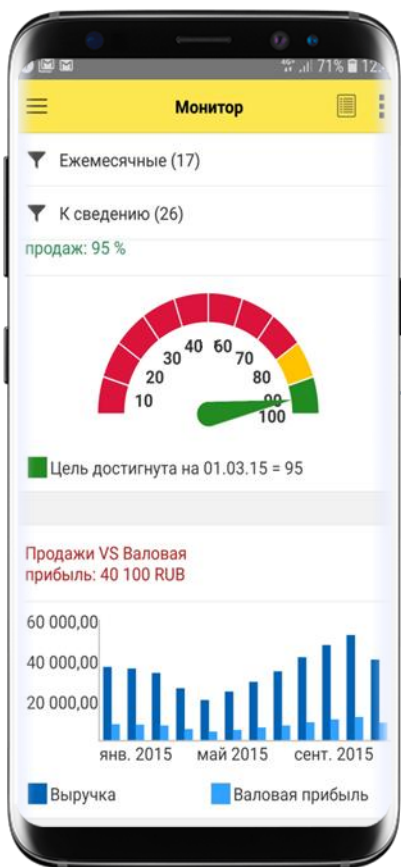 71% 12:
Монитор
Ежемесячные (17)
К сведению (26)
продаж: 95 %
40 60
30 70
20 80
10 90
100
Цель достигнута на 01.03.15 = 95
Продажи VS Валовая
прибыль: 40 100 RUB
60 000,00
40 000,00
20 000,00
янв. 2015 май 2015 сент. 2015
Выручка Валовая прибыль